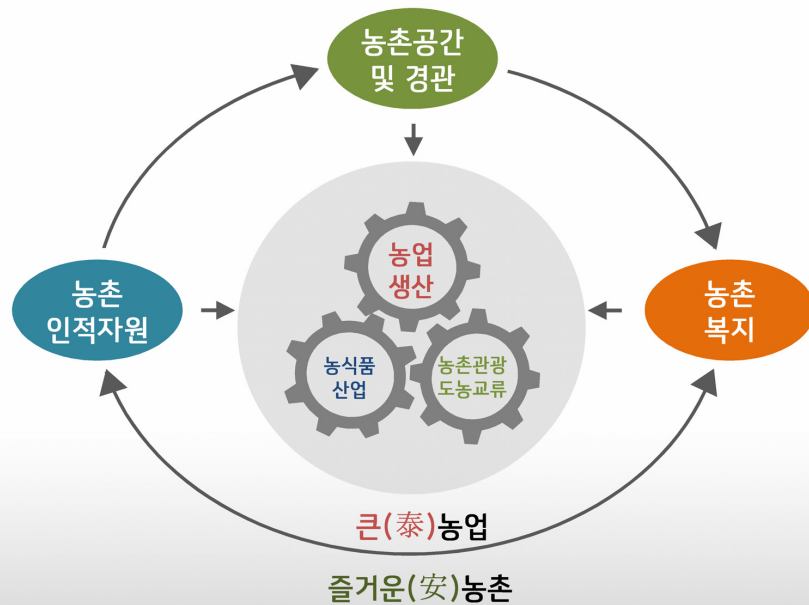 농촌공간
및 경관
농촌
인적자원
농업
생산
농촌
복지
농식품
산업
농촌관광
도농교류
큰(泰)농업
즐거운(安)농촌